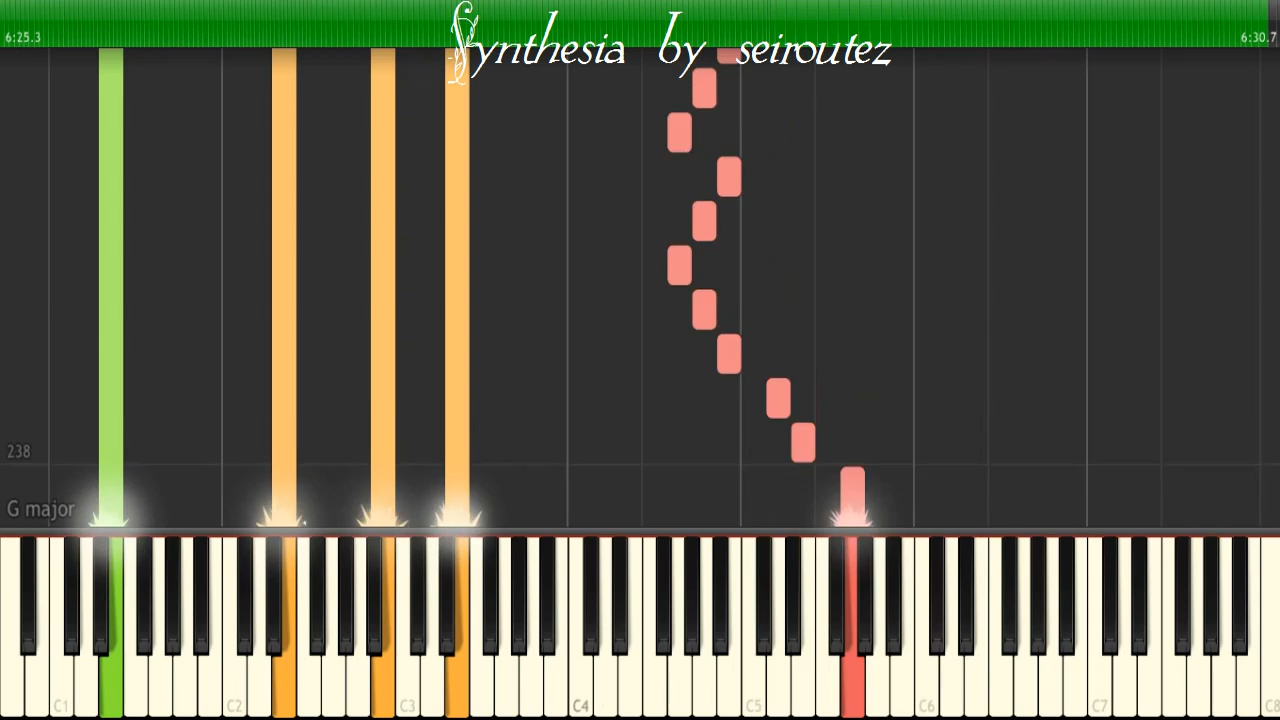 Synthesia by seiroutez
6:25.3
6:30.7
238
G major
C1
C2
C3
C4
C5
C6
C7
C8